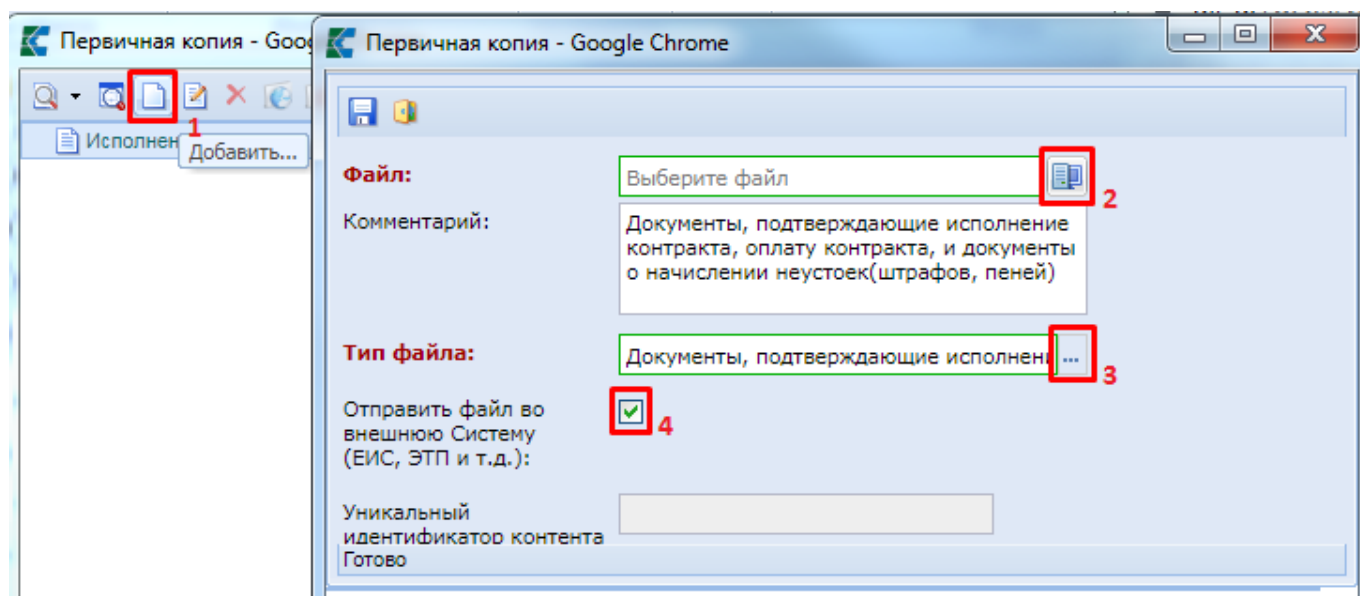 Первичная копия - Goo
Первичная копия - Google Chrome
1
Исполнен
Добавить...
Файл:
Выберите файл
2
Комментарий:
Документы, подтверждающие исполнение
контракта, оплату контракта, и документы
о начислении неустоек(штрафов, пеней)
Тип файла:
Документы, подтверждающие исполнени
...
3
Отправить файл во
внешнюю Систему
(ЕИС, ЭТП и т.д.):
4
Уникальный
идентификатор контента
Готово